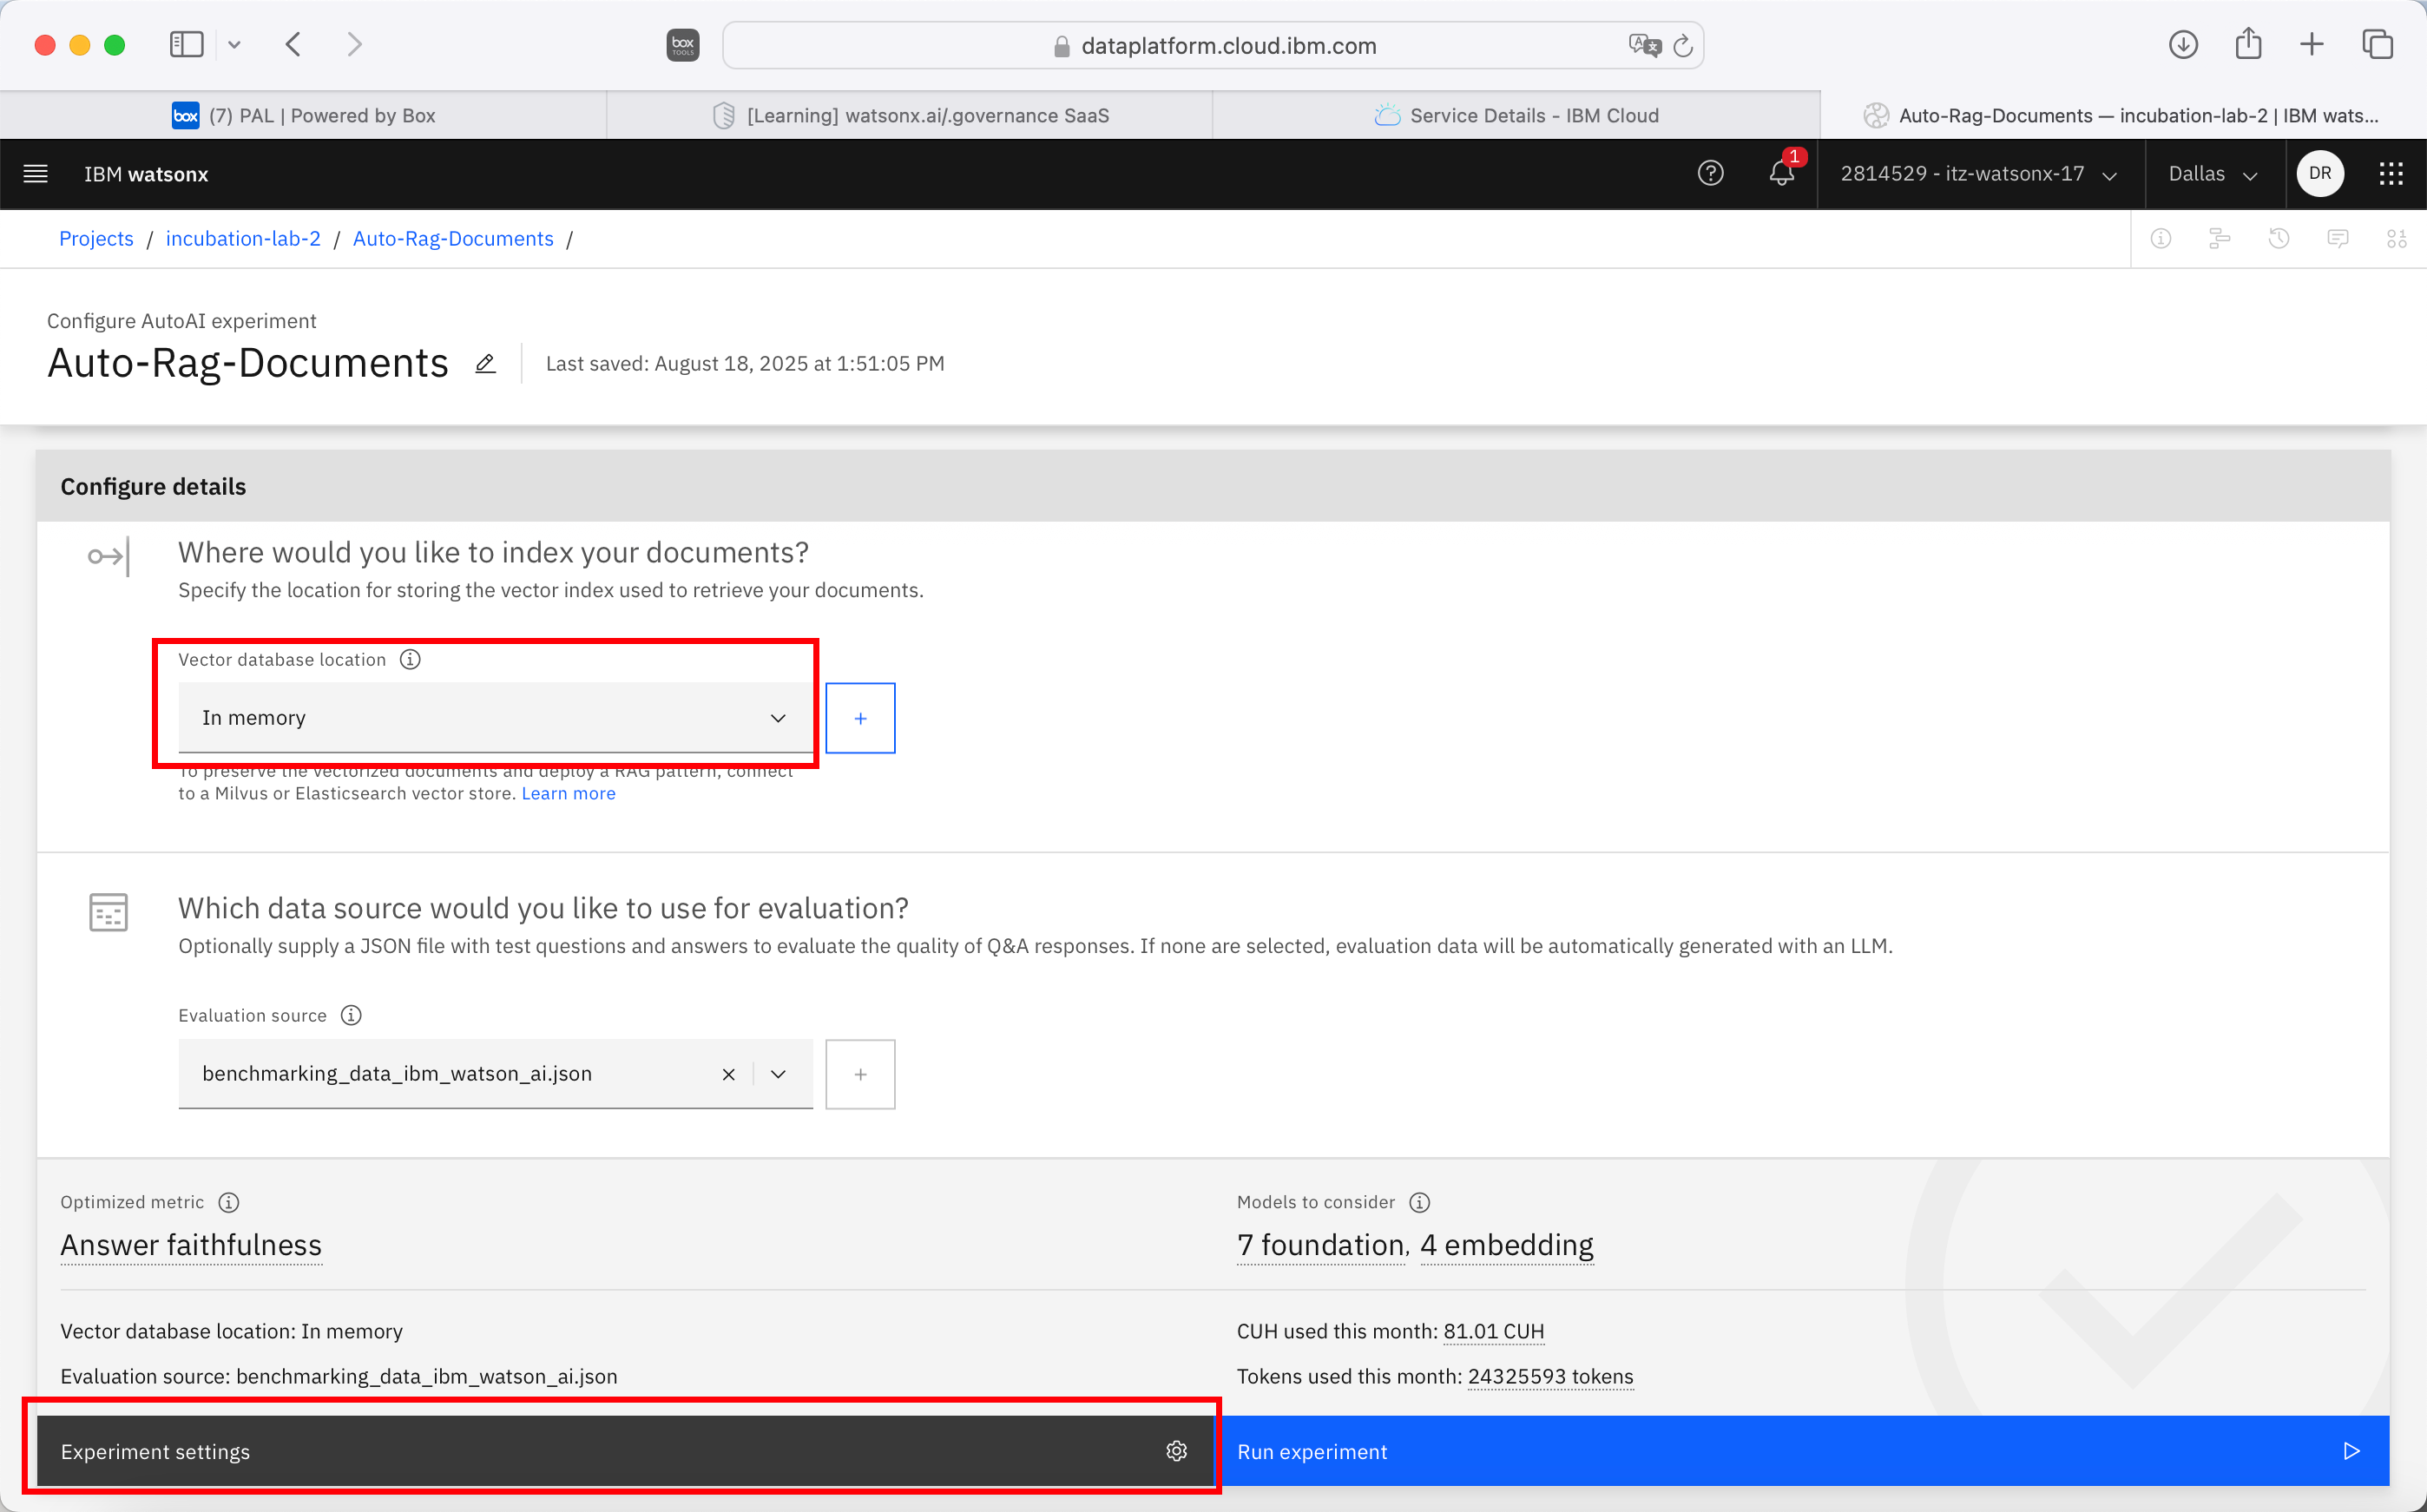 box TOOLS
dataplatform.cloud.ibm.com
box (7) PAL | Powered by Box
[Learning] watsonx.ai/.governance SaaS
Service Details - IBM Cloud
Auto-Rag-Documents — incubation-lab-2 | IBM wats...
IBM watsonx
1
2814529 - itz-watsonx-17
Dallas
DR
Projects / incubation-lab-2 / Auto-Rag-Documents /
Configure AutoAI experiment
Auto-Rag-Documents
Last saved: August 18, 2025 at 1:51:05 PM
Configure details
Where would you like to index your documents?
Specify the location for storing the vector index used to retrieve your documents.
Vector database location
In memory
To preserve the vectorized documents and deploy a RAG pattern, connect
to a Milvus or Elasticsearch vector store. Learn more
Which data source would you like to use for evaluation?
Optionally supply a JSON file with test questions and answers to evaluate the quality of Q&A responses. If none are selected, evaluation data will be automatically generated with an LLM.
Evaluation source
benchmarking_data_ibm_watson_ai.json
Optimized metric
Answer faithfulness
Models to consider
7 foundation, 4 embedding
Vector database location: In memory
CUH used this month: 81.01 CUH
Evaluation source: benchmarking_data_ibm_watson_ai.json
Tokens used this month: 24325593 tokens
Experiment settings
Run experiment